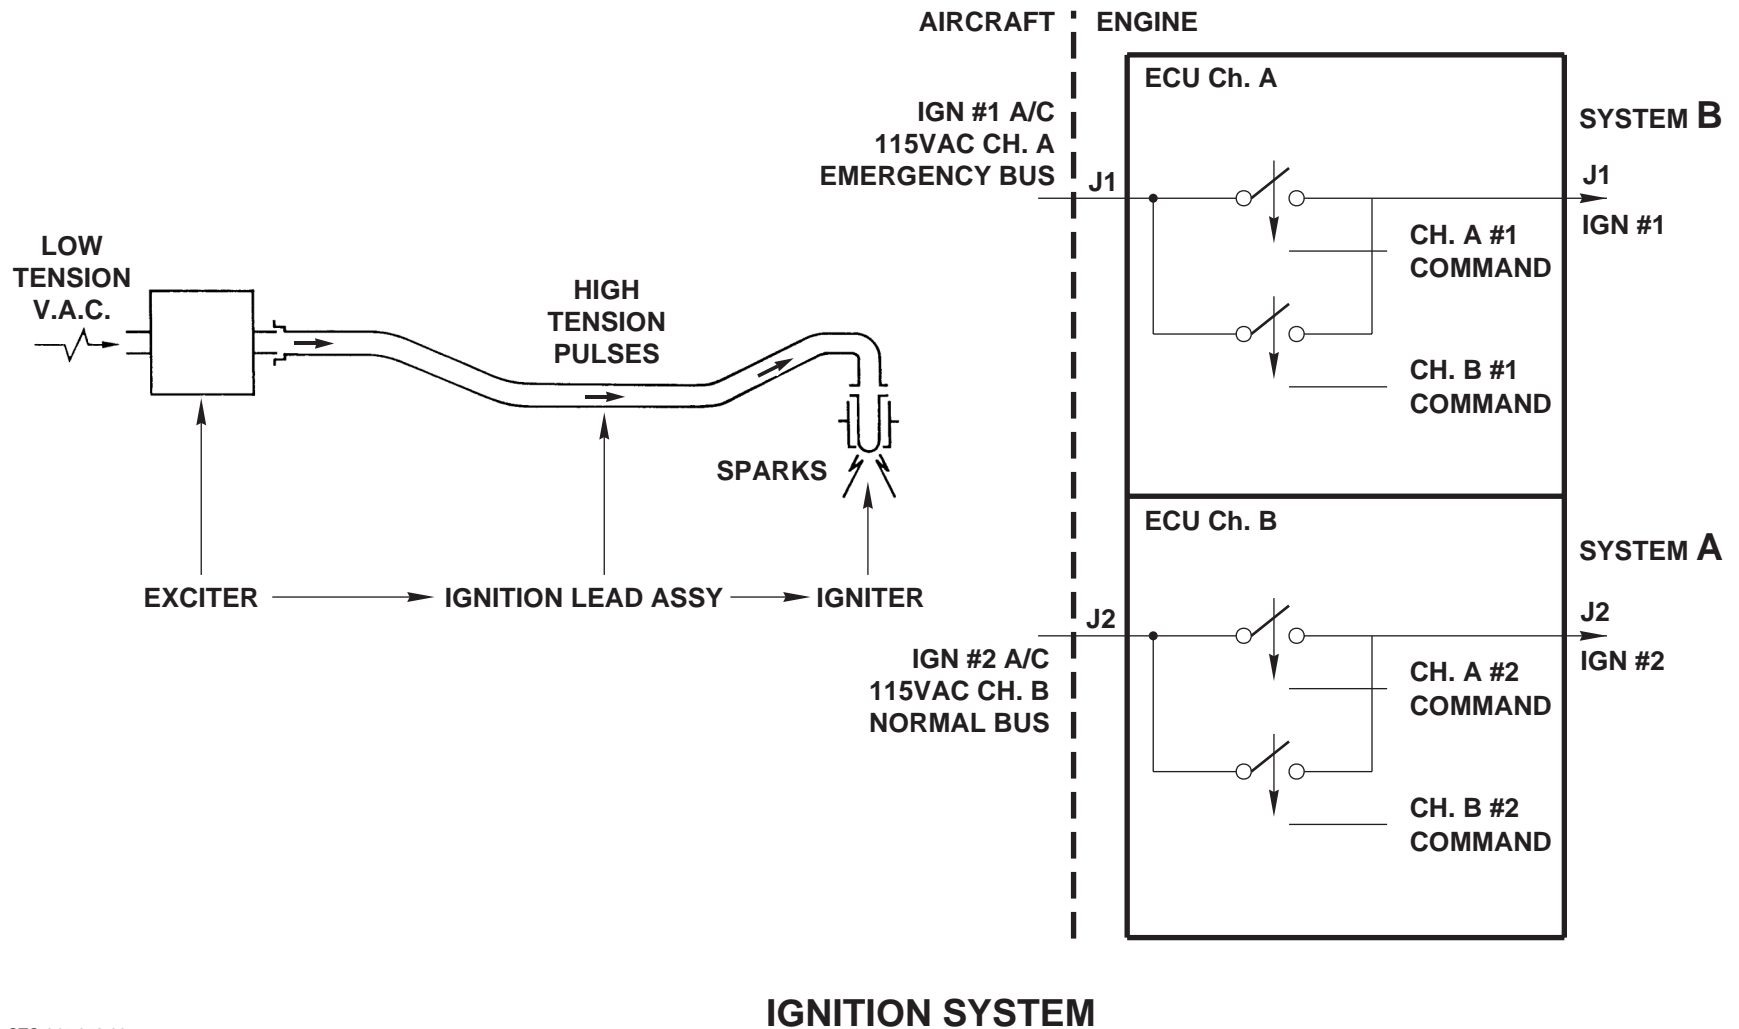 AIRCRAFT
ENGINE
ECU Ch. A
IGN #1 A/C
115VAC CH. A
EMERGENCY BUS
J1
SYSTEM B
J1
IGN #1
CH. A #1
COMMAND
CH. B #1
COMMAND
LOW
TENSION
V.A.C.
HIGH
TENSION
PULSES
SPARKS
EXCITER
IGNITION LEAD ASSY
IGNITER
ECU Ch. B
SYSTEM A
J2
IGN #2 A/C
115VAC CH. B
NORMAL BUS
J2
IGN #2
CH. A #2
COMMAND
CH. B #2
COMMAND
IGNITION SYSTEM